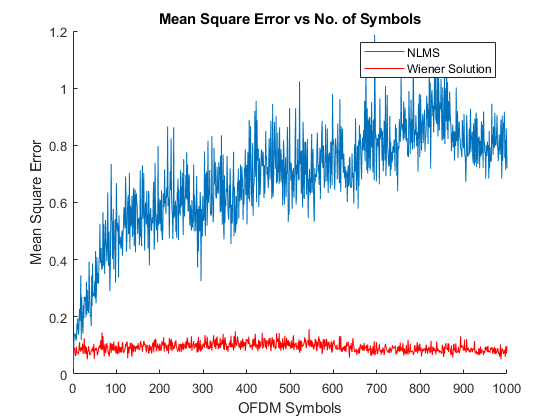 Mean Square Error vs No. of Symbols
NLMS
Wiener Solution
1.2
1
0.8
0.6
0.4
0.2
0
Mean Square Error
0 100 200 300 400 500 600 700 800 900 1000
OFDM Symbols